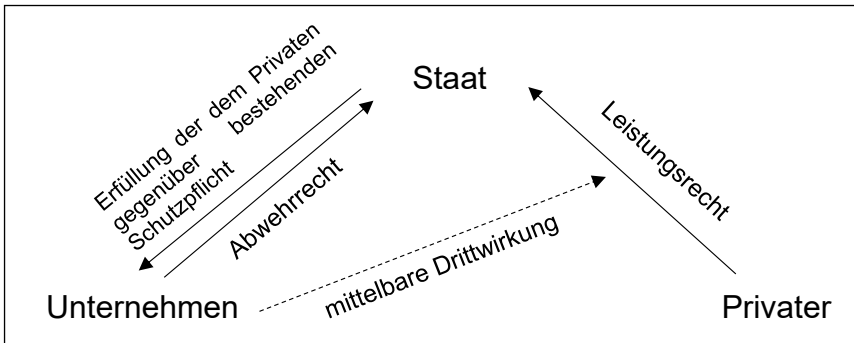 Erfüllung der dem Privaten
gegenüber bestehenden
Schutzpflicht
Staat
Abwehrrecht
Leistungsrecht
mittelbare Drittwirkung
Unternehmen
Privater